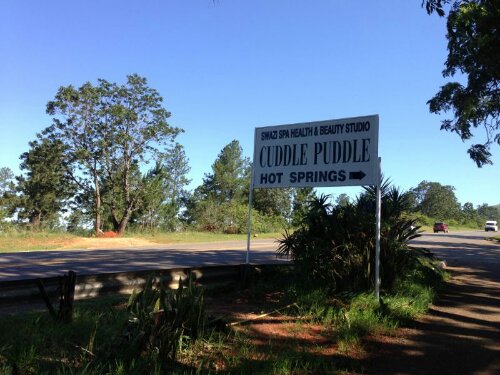 SWAZI SPA HEALTH & BEAUTY STUDIO
CUDDLE PUDDLE
HOT SPRINGS